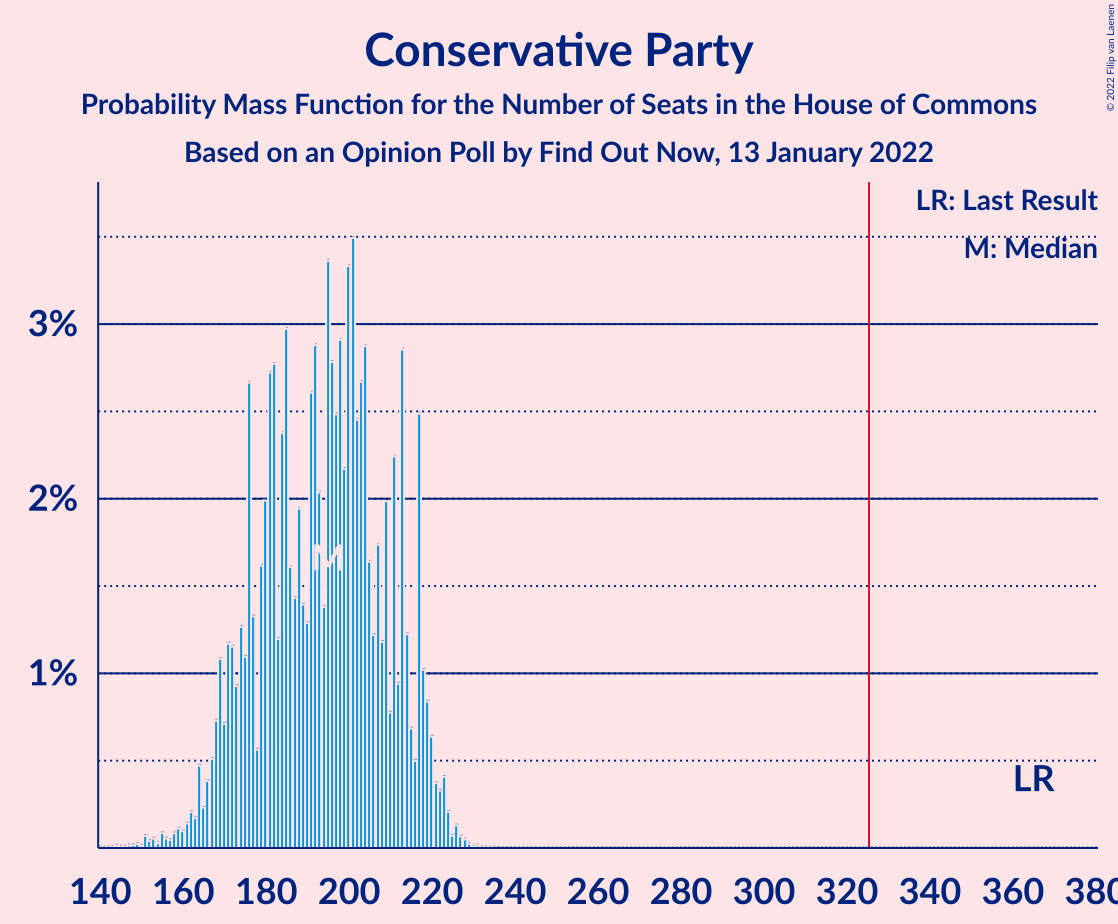 Conservative Party
Probability Mass Function for the Number of Seats in the House of Commons
Based on an Opinion Poll by Find Out Now, 13 January 2022
© 2022 Filip van Laenen
LR: Last Result
M: Median
3%
2%
1%
M
LR
140 160 180 200 220 240 260 280 300 320 340 360 380